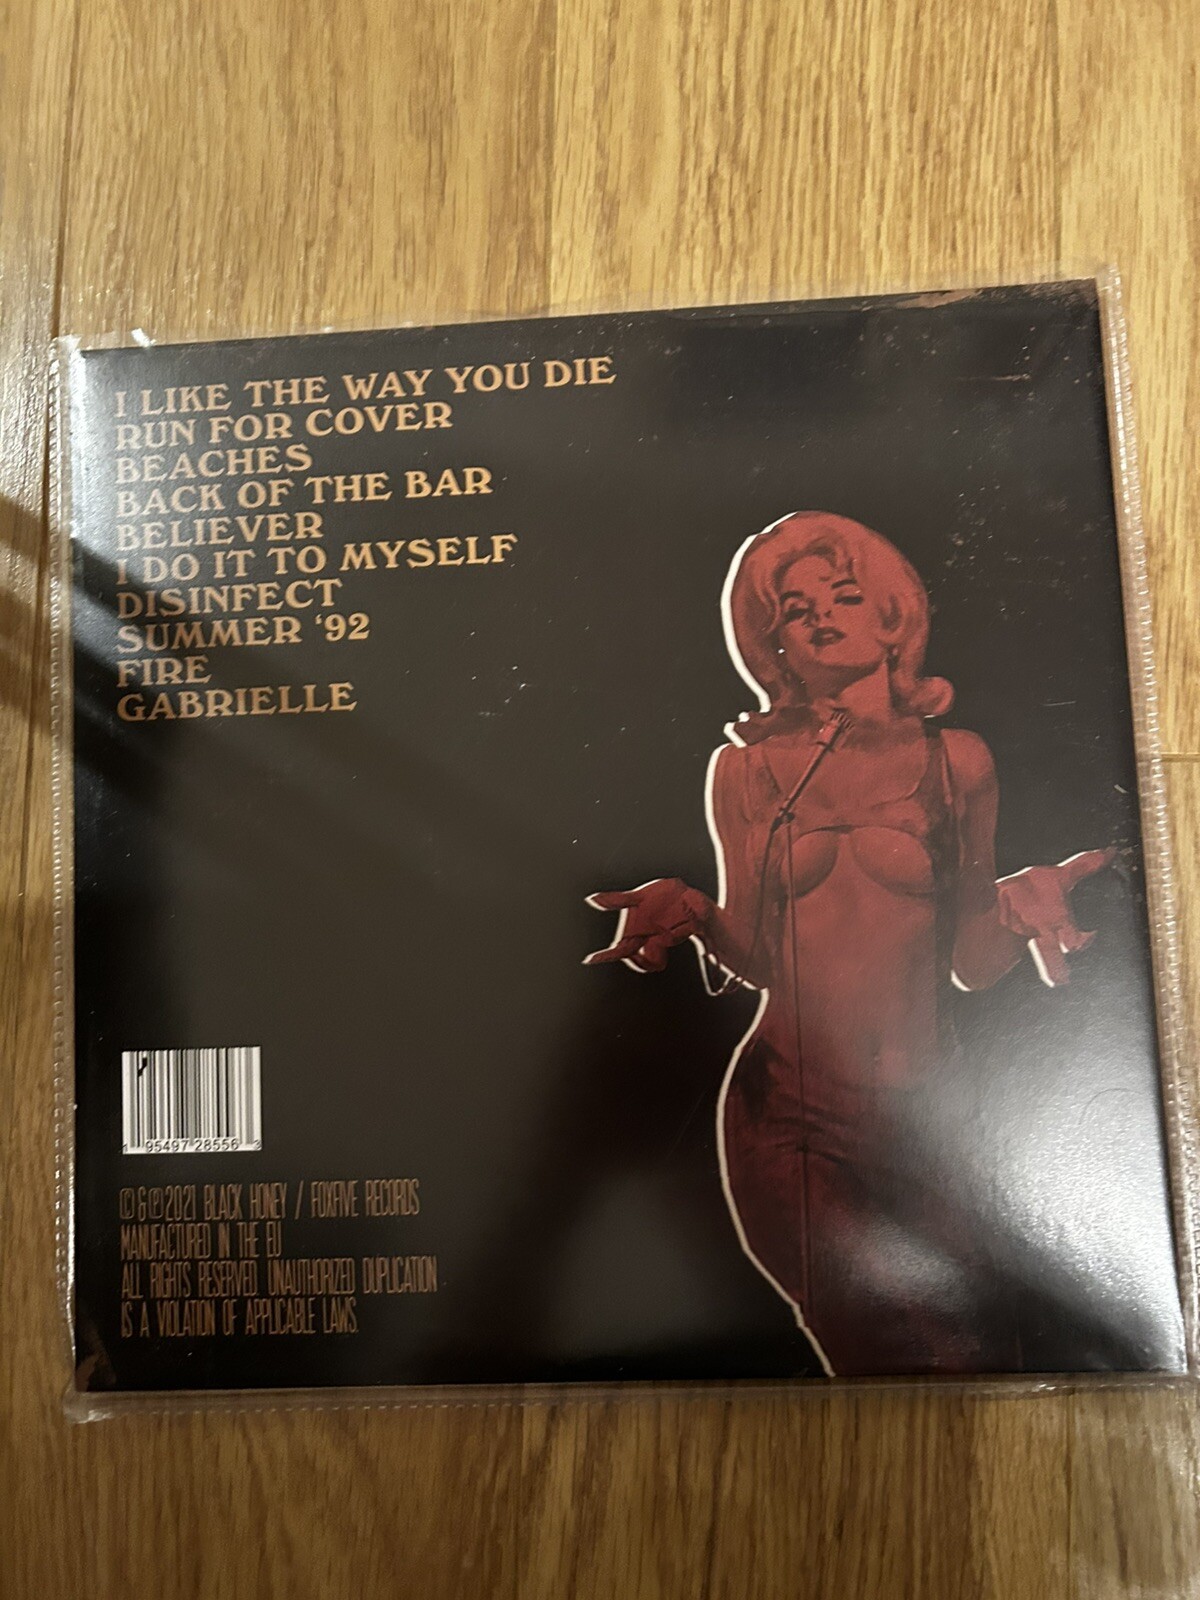 I LIKE THE WAY YOU DIE
RUN FOR COVER
BEACHES
BACK OF THE BAR
BELIEVER
I DO IT TO MYSELF
DISINFECT
SUMMER '92
FIRE
GABRIELLE
1 95497 28556 3
©&℗2021 BLACK HONEY / FOXFIVE RECORDS
MANUFACTURED IN THE EU
ALL RIGHTS RESERVED. UNAUTHORIZED DUPLICATION
IS A VIOLATION OF APPLICABLE LAWS.